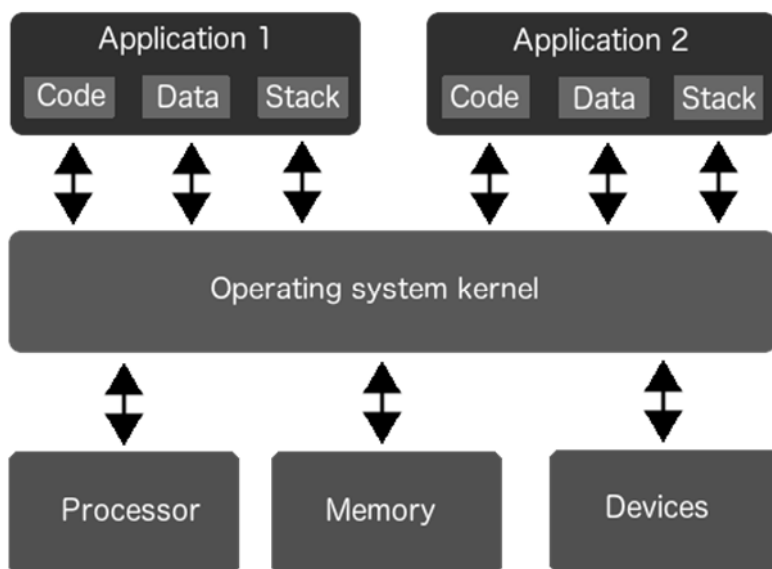 Application 1
Application 2
Code Data Stack
Code Data Stack
Operating system kernel
Processor
Memory
Devices